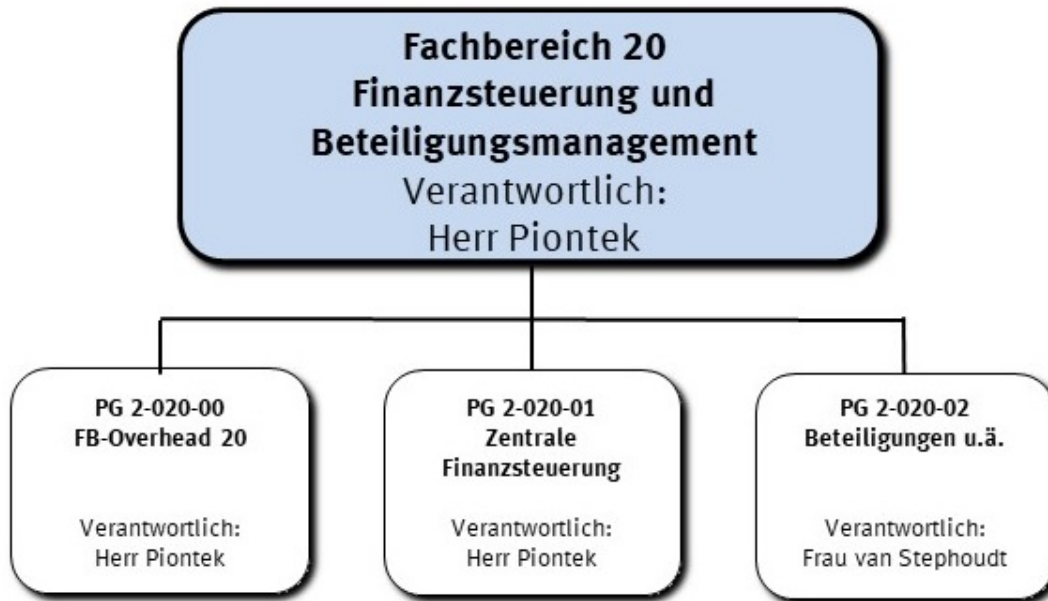 Fachbereich 20
Finanzsteuerung und
Beteiligungsmanagement
Verantwortlich:
Herr Piontek
PG 2-020-00
FB-Overhead 20
Verantwortlich:
Herr Piontek
PG 2-020-01
Zentrale
Finanzsteuerung
Verantwortlich:
Herr Piontek
PG 2-020-02
Beteiligungen u.ä.
Verantwortlich:
Frau van Stephoudt